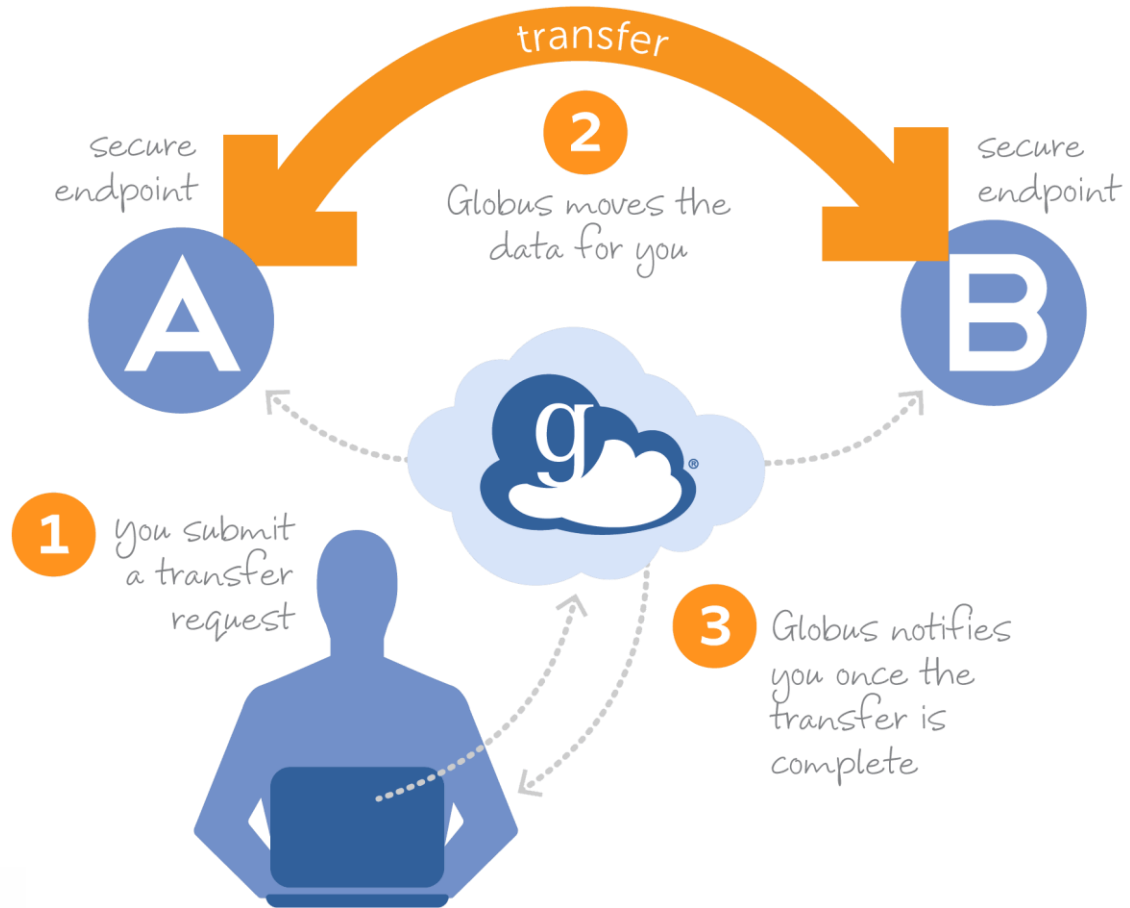 transfer
2
Globus moves the
data for you
secure
endpoint
A
secure
endpoint
B
g
®
1
you submit
a transfer
request
3
Globus notifies
you once the
transfer is
complete